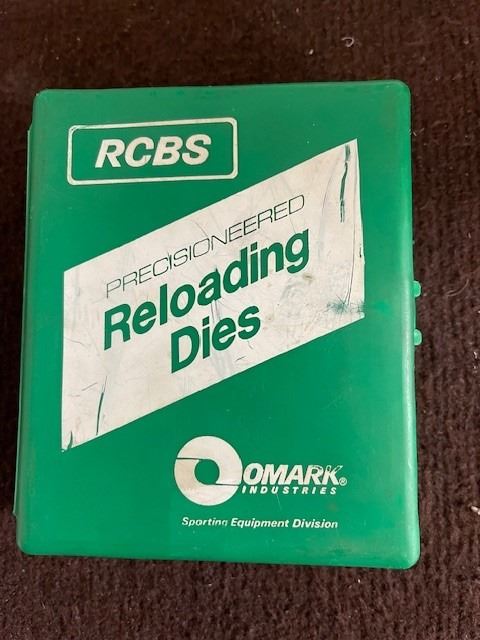 RCBS
PRECISIONEERED
Reloading
Dies
OMARK®
INDUSTRIES
Sporting Equipment Division